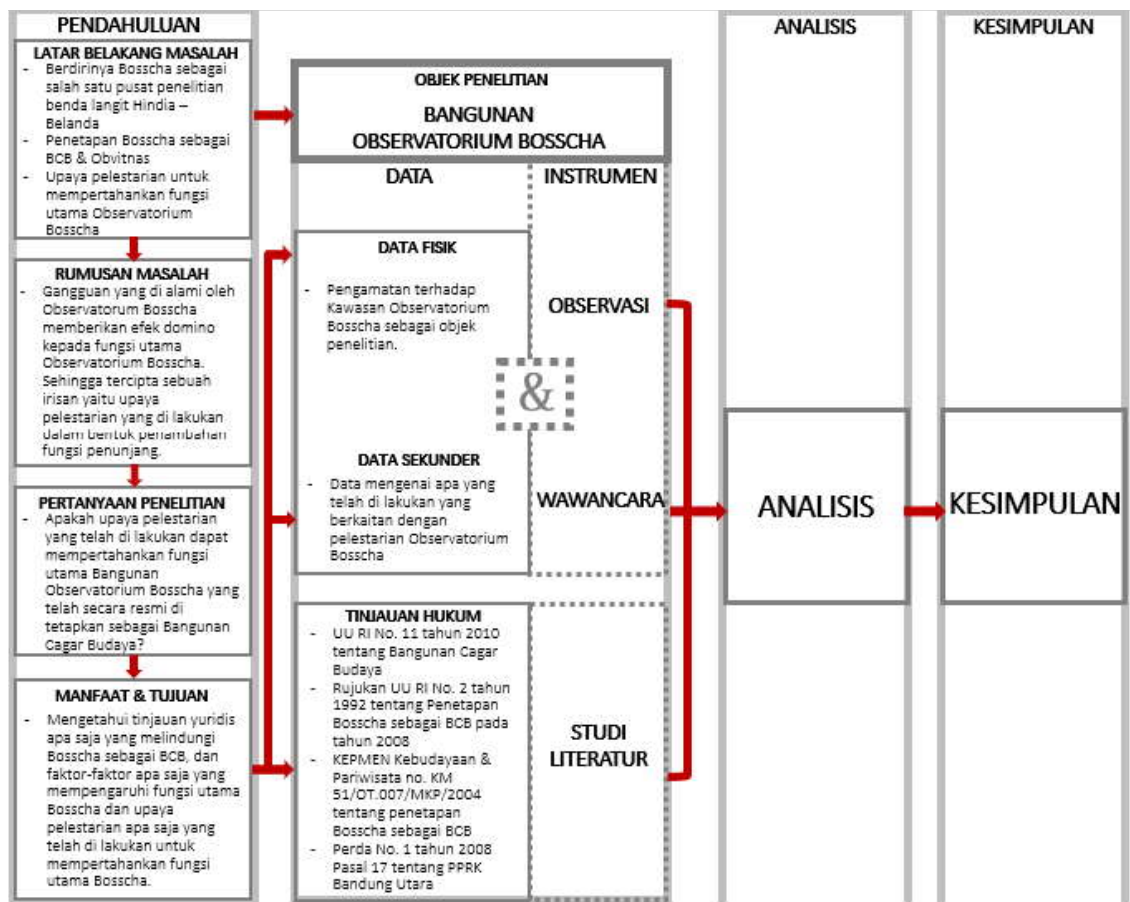 PENDAHULUAN
LATAR BELAKANG MASALAH
- Berdirinya Bosscha sebagai
salah satu pusat penelitian
benda langit Hindia –
Belanda
- Penetapan Bosscha sebagai
BCB & Obvitnas
- Upaya pelestarian untuk
mempertahankan fungsi
utama Observatorium
Bosscha
RUMUSAN MASALAH
- Gangguan yang di alami oleh
Observatorum Bosscha
memberikan efek domino
kepada fungsi utama
Observatorium Bosscha.
Sehingga tercipta sebuah
irisan yaitu upaya
pelestarian yang di lakukan
dalam bentuk penambahan
fungsi penunjang.
PERTANYAAN PENELITIAN
- Apakah upaya pelestarian
yang telah di lakukan dapat
mempertahankan fungsi
utama Bangunan
Observatorium Bosscha yang
telah secara resmi di
tetapkan sebagai Bangunan
Cagar Budaya?
MANFAAT & TUJUAN
- Mengetahui tinjauan yuridis
apa saja yang melindungi
Bosscha sebagai BCB, dan
faktor-faktor apa saja yang
mempengaruhi fungsi utama
Bosscha dan upaya
pelestarian apa saja yang
telah di lakukan untuk
mempertahankan fungsi
utama Bosscha.
OBJEK PENELITIAN
BANGUNAN
OBSERVATORIUM BOSSCHA
DATA
INSTRUMEN
DATA FISIK
- Pengamatan terhadap
Kawasan Observatorium
Bosscha sebagai objek
penelitian.
OBSERVASI
&
DATA SEKUNDER
- Data mengenai apa yang
telah di lakukan yang
berkaitan dengan
pelestarian Observatorium
Bosscha
WAWANCARA
TINJAUAN HUKUM
- UU RI No. 11 tahun 2010
tentang Bangunan Cagar
Budaya
- Rujukan UU RI No. 2 tahun
1992 tentang Penetapan
Bosscha sebagai BCB pada
tahun 2008
- KEPMEN Kebudayaan &
Pariwisata no. KM
51/OT.007/MKP/2004
tentang penetapan
Bosscha sebagai BCB
- Perda No. 1 tahun 2008
Pasal 17 tentang PPRK
Bandung Utara
STUDI
LITERATUR
ANALISIS
ANALISIS
KESIMPULAN
KESIMPULAN